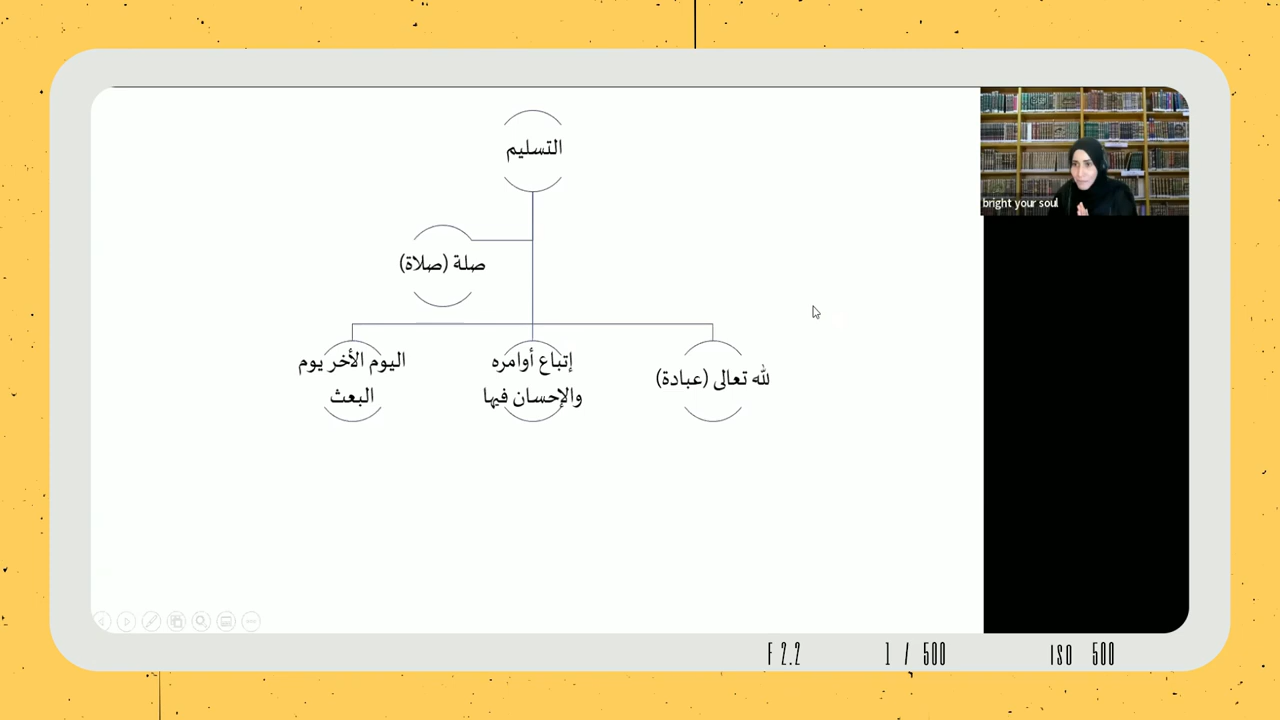 التسليم
صلة (صلاة)
لله تعالى (عبادة)
إتباع أوامره
والإحسان فيها
اليوم الأخر يوم
البعث
bright your soul
F 2.2
1 / 500
ISO 500